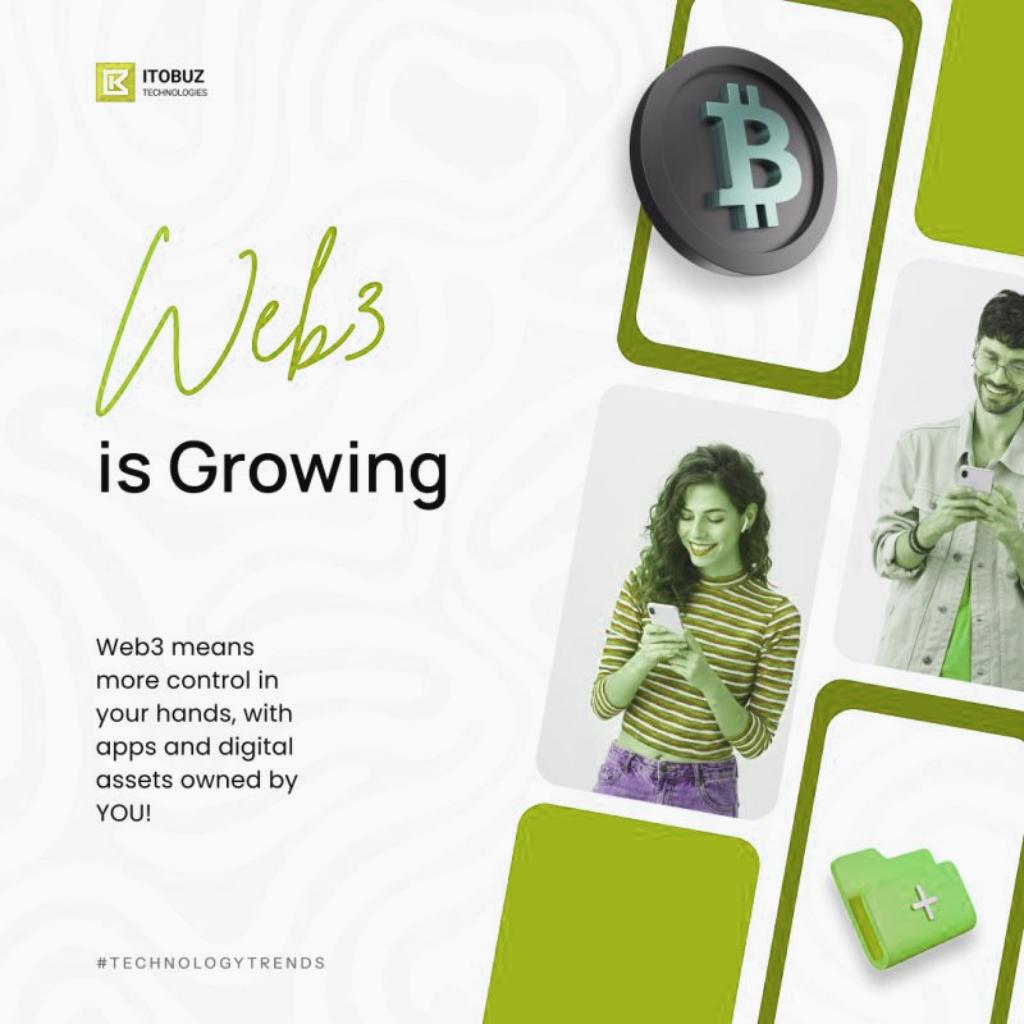 ITOBUZ
TECHNOLOGIES
Web3
is Growing
Web3 means
more control in
your hands, with
apps and digital
assets owned by
YOU!
#TECHNOLOGYTRENDS